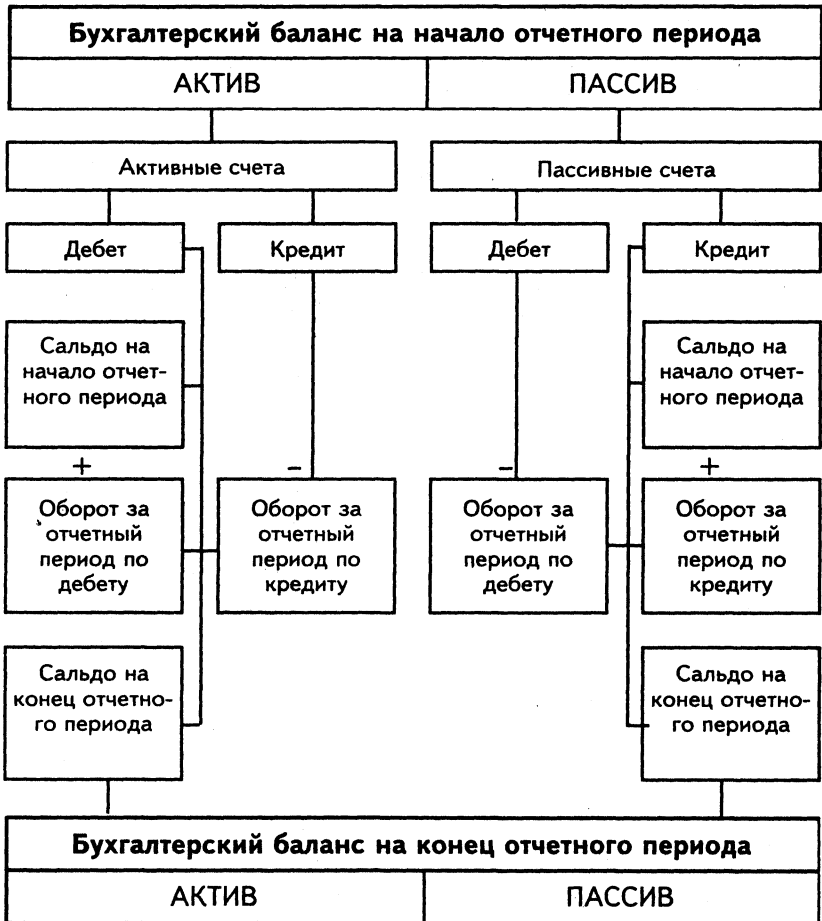 Бухгалтерский баланс на начало отчетного периода
АКТИВ
ПАССИВ
Активные счета
Пассивные счета
Дебет
Кредит
Дебет
Кредит
Сальдо на
начало отчет-
ного периода
Сальдо на
начало отчет-
ного периода
+
–
–
+
Оборот за
отчетный
период по
дебету
Оборот за
отчетный
период по
кредиту
Оборот за
отчетный
период по
дебету
Оборот за
отчетный
период по
кредиту
Сальдо на
конец отчетно-
го периода
Сальдо на
конец отчетно-
го периода
Бухгалтерский баланс на конец отчетного периода
АКТИВ
ПАССИВ